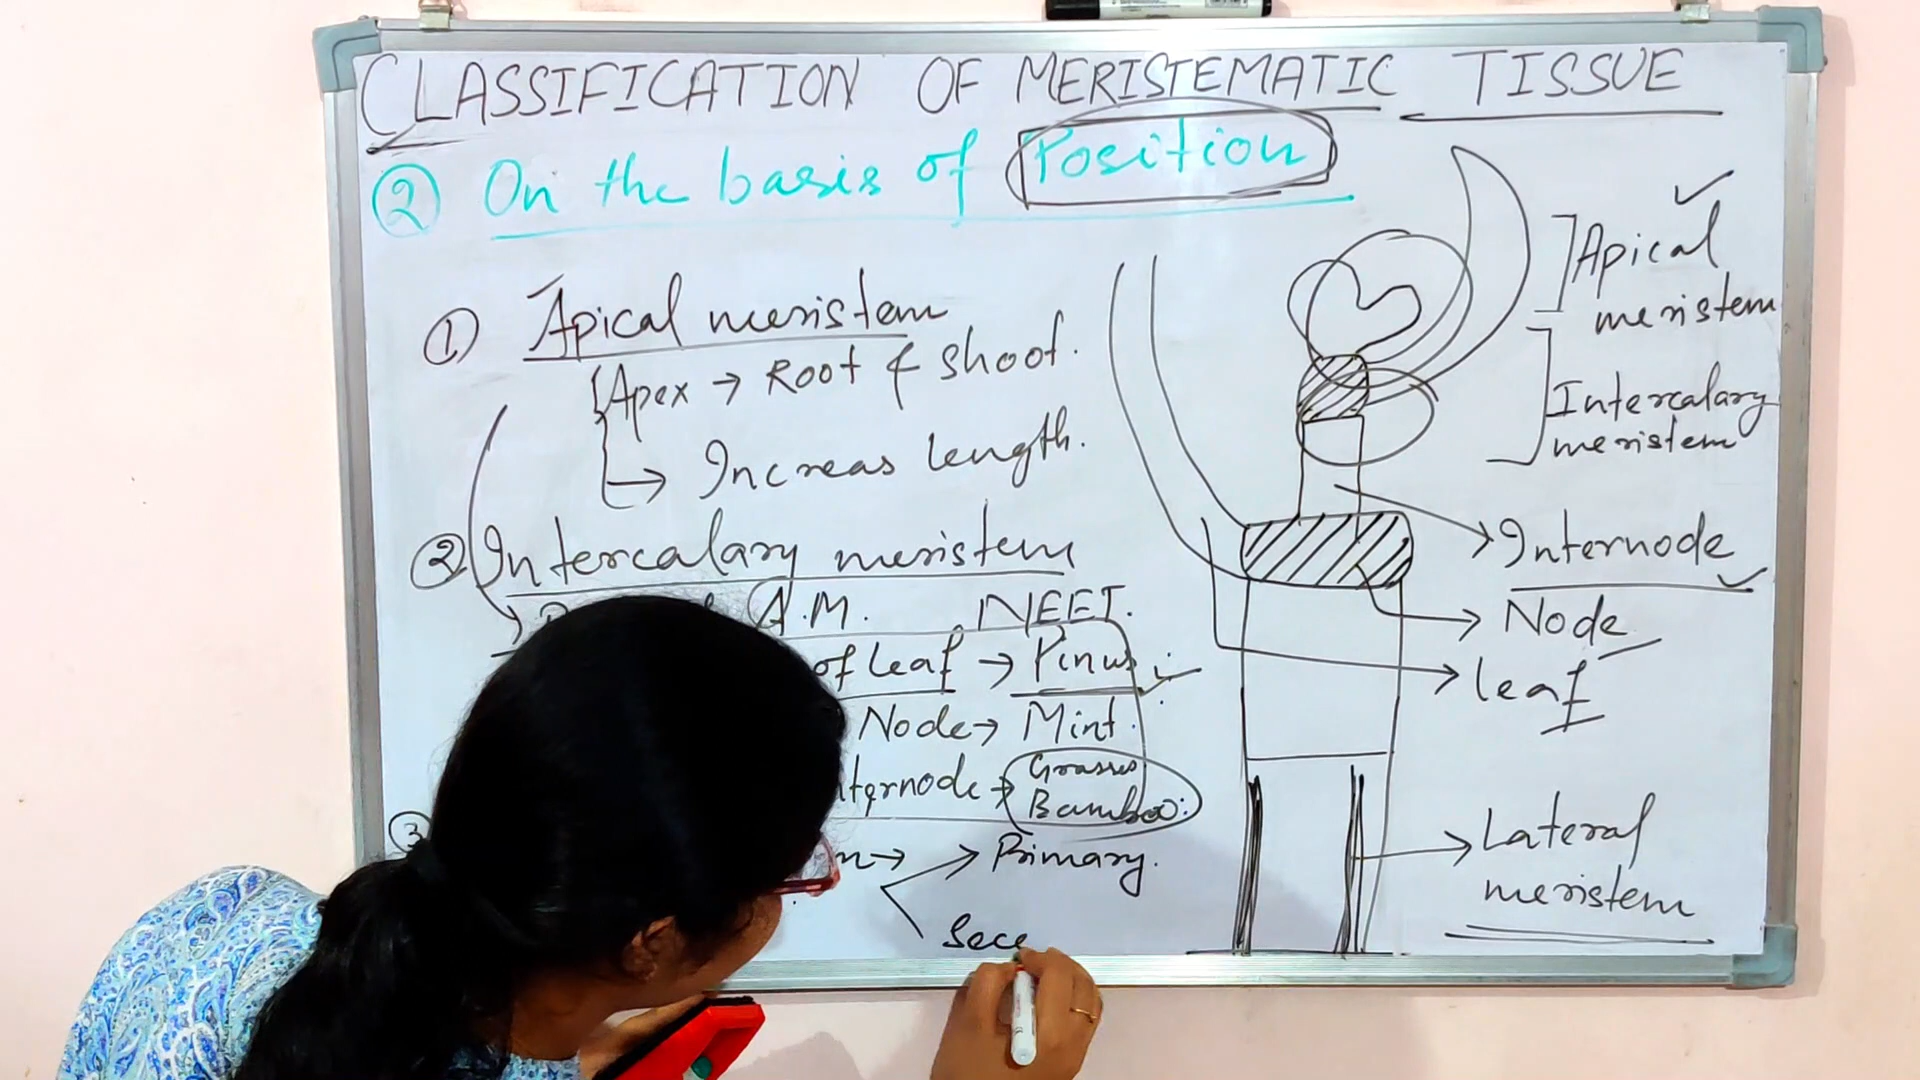 CLASSIFICATION OF MERISTEMATIC TISSUE
② On the basis of Position
① Apical meristem
Apex → Root & shoot.
→ Increas length.
② Intercalary meristem
A.M. NEET.
of Leaf → Pinus
Node → Mint.
Grasses
Bamboo
③
→ Primary.
Sece
Apical
meristem
Intercalary
meristem
Internode
Node
leaf
Lateral
meristem